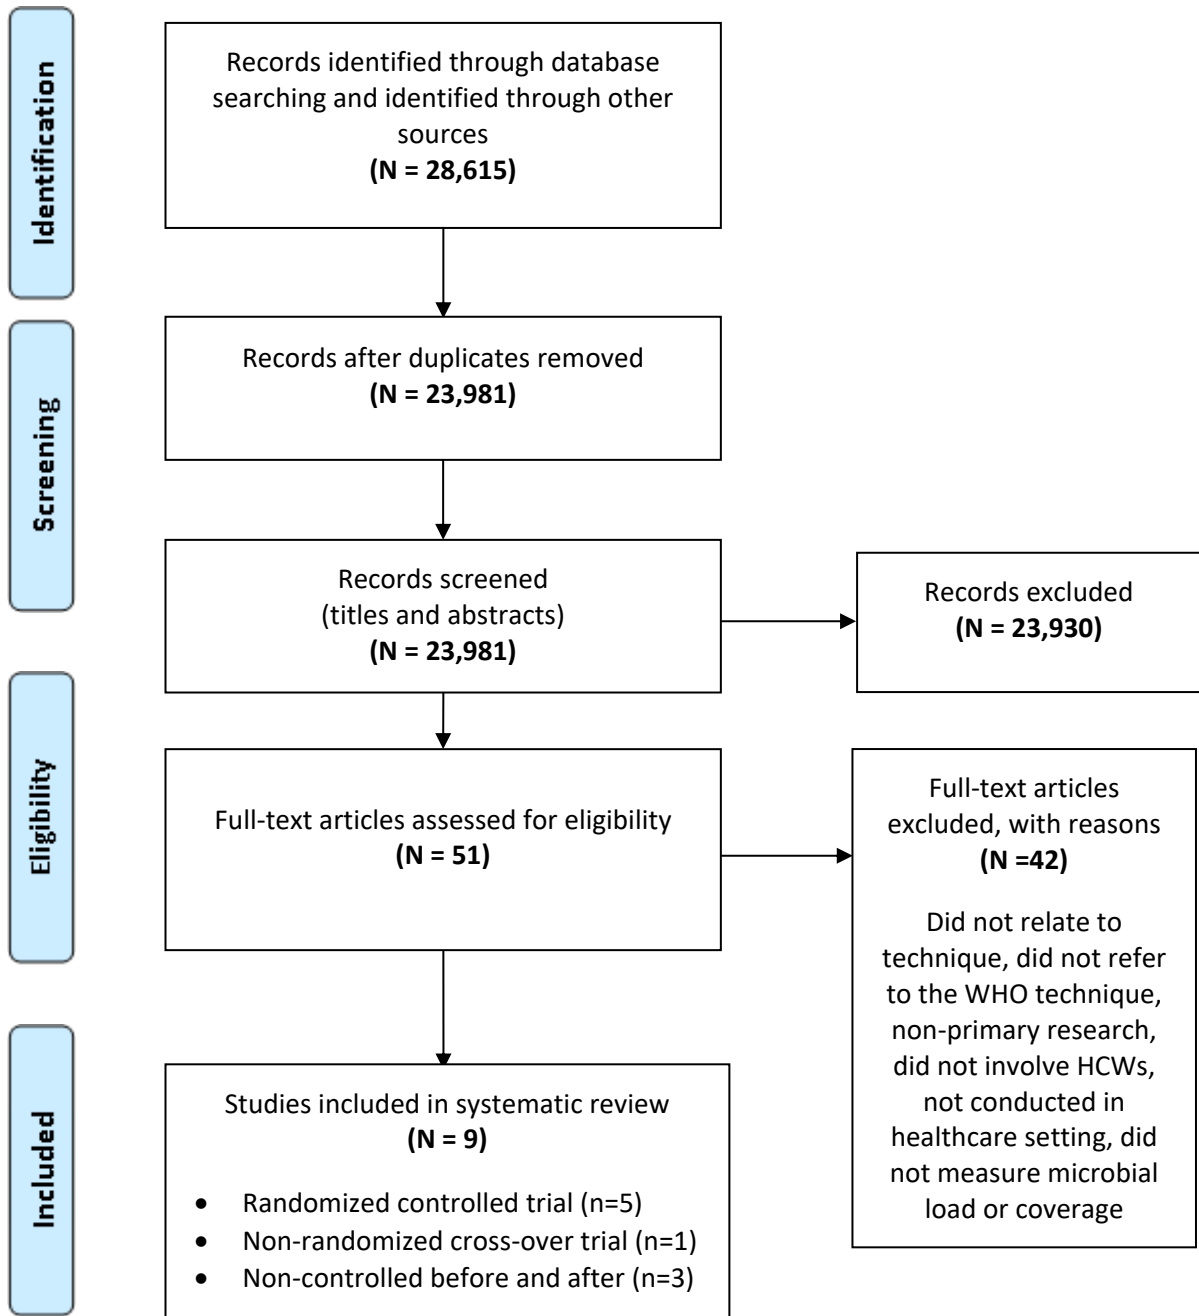 Identification
Records identified through database
searching and identified through other
sources
(N = 28,615)
Screening
Records after duplicates removed
(N = 23,981)
Records screened
(titles and abstracts)
(N = 23,981)
Records excluded
(N = 23,930)
Eligibility
Full-text articles assessed for eligibility
(N = 51)
Full-text articles
excluded, with reasons
(N =42)
Did not relate to
technique, did not refer
to the WHO technique,
non-primary research,
did not involve HCWs,
not conducted in
healthcare setting, did
not measure microbial
load or coverage
Included
Studies included in systematic review
(N = 9)
• Randomized controlled trial (n=5)
• Non-randomized cross-over trial (n=1)
• Non-controlled before and after (n=3)